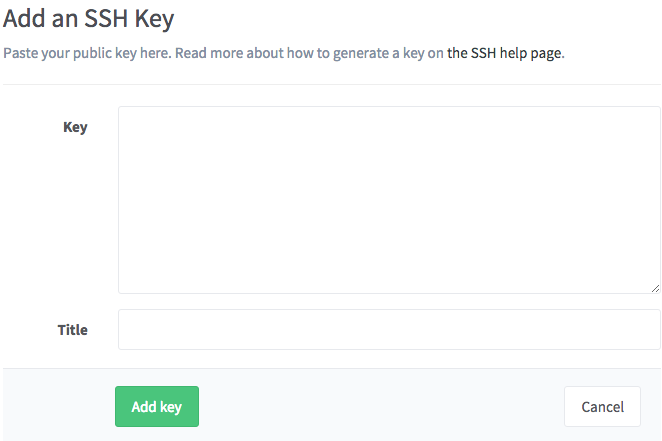 Add an SSH Key
Paste your public key here. Read more about how to generate a key on the SSH help page.
Key
Title
Add key
Cancel